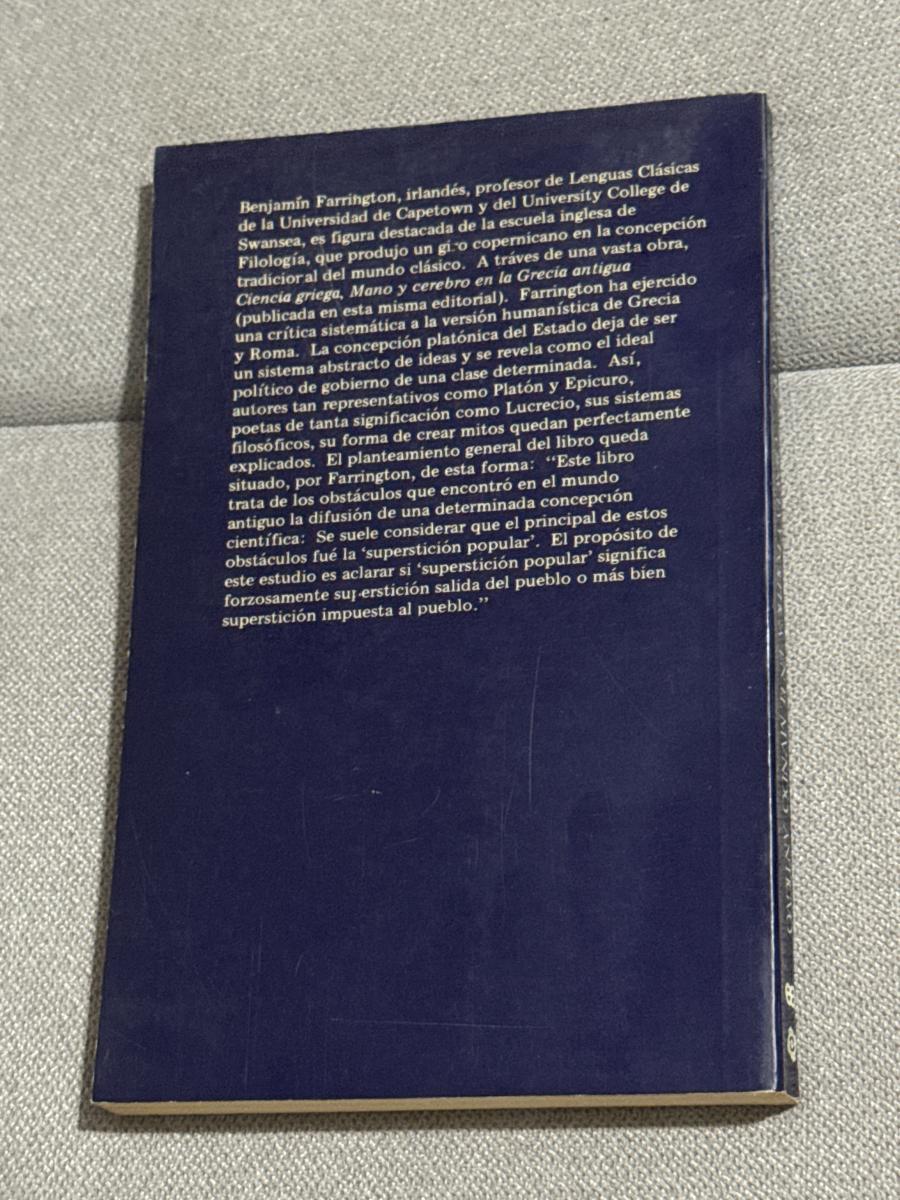 Benjamín Farrington, irlandés, profesor de Lenguas Clásicas
de la Universidad de Capetown y del University College de
Swansea, es figura destacada de la escuela inglesa de
Filología, que produjo un giro copernicano en la concepción
tradicional del mundo clásico. A tráves de una vasta obra,
Ciencia griega, Mano y cerebro en la Grecia antigua
(publicada en esta misma editorial). Farrington ha ejercido
una crítica sistemática a la versión humanística de Grecia
y Roma. La concepción platónica del Estado deja de ser
un sistema abstracto de ideas y se revela como el ideal
político de gobierno de una clase determinada. Así,
autores tan representativos como Platón y Epicuro,
poetas de tanta significación como Lucrecio, sus sistemas
filosóficos, su forma de crear mitos quedan perfectamente
explicados. El planteamiento general del libro queda
situado, por Farrington, de esta forma: “Este libro
trata de los obstáculos que encontró en el mundo
antiguo la difusión de una determinada concepción
científica: Se suele considerar que el principal de estos
obstáculos fué la ‘superstición popular’. El propósito de
este estudio es aclarar si ‘superstición popular’ significa
forzosamente superstición salida del pueblo o más bien
superstición impuesta al pueblo.”